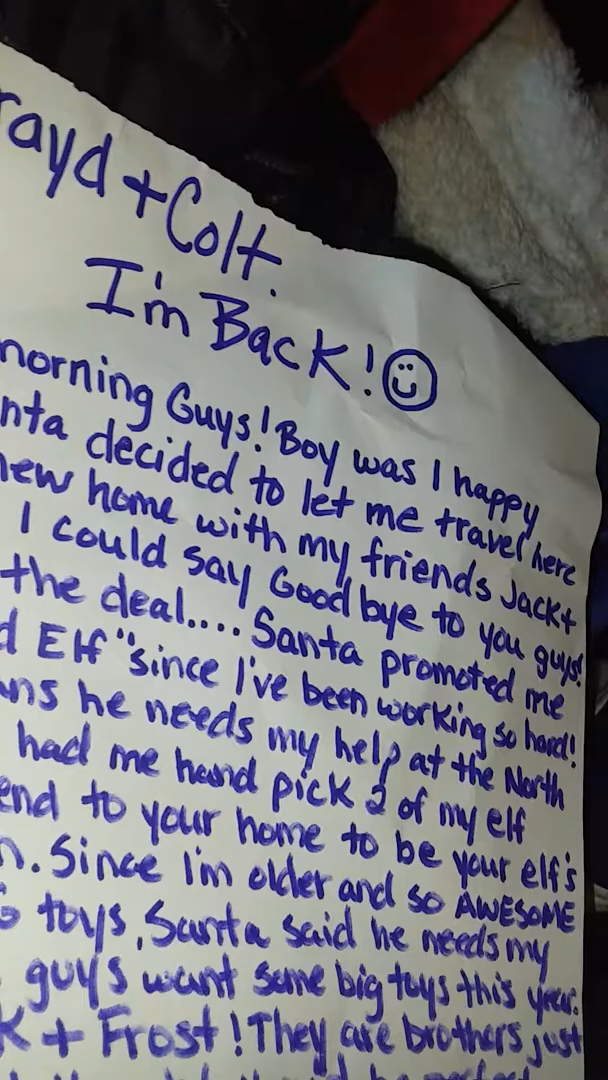 rayd + Colt.
I'm Back!
morning Guys! Boy was I happy
nta decided to let me travel here
new home with my friends Jack +
I could say Good bye to you guys!
the deal.... Santa promoted me
d Elf" since I've been working so hard!
ans he needs my help at the North
had me hand pick 2 of my elf
end to your home to be your elf's
n. Since I'm older and so AWESOME
G toys, Santa said he needs my
guys want some big toys this year.
K + Frost! They are brothers just